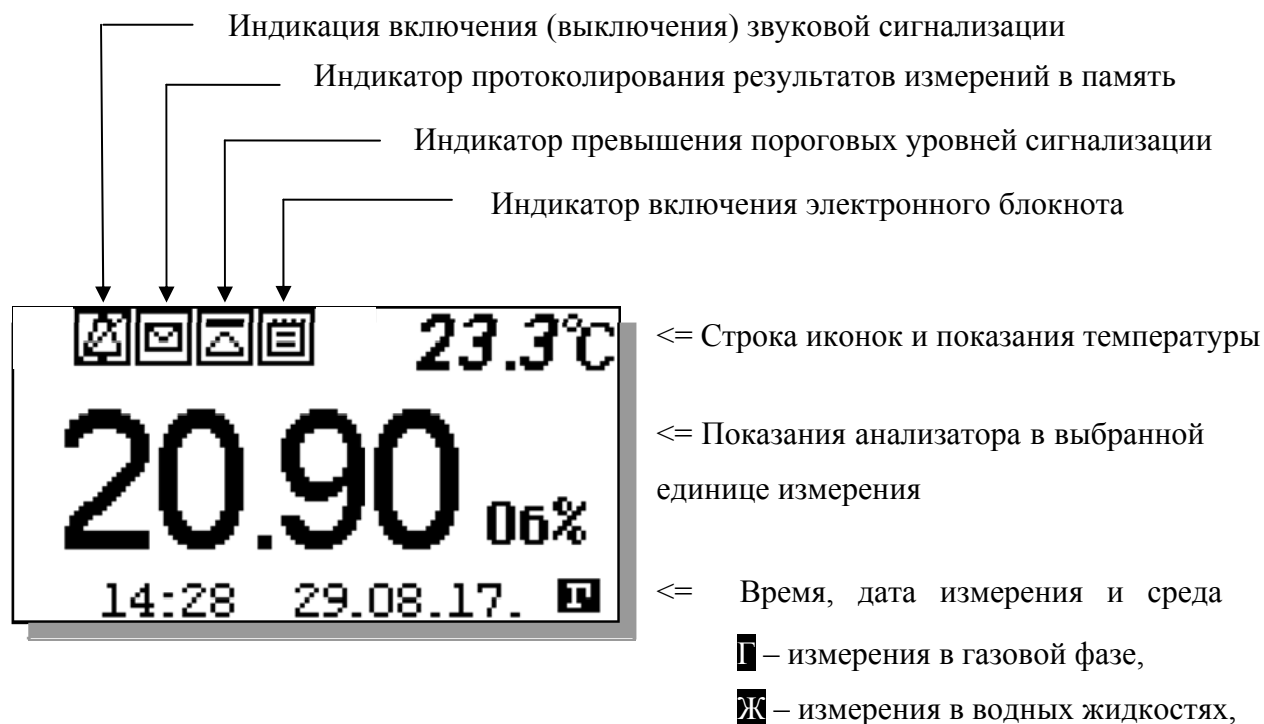 Индикация включения (выключения) звуковой сигнализации
Индикатор протоколирования результатов измерений в память
Индикатор превышения пороговых уровней сигнализации
Индикатор включения электронного блокнота
23.3°C
<= Строка иконок и показания температуры
20.90 Об%
<= Показания анализатора в выбранной
единице измерения
14:28 29.08.17. Г
<= Время, дата измерения и среда
Г – измерения в газовой фазе,
Ж – измерения в водных жидкостях,